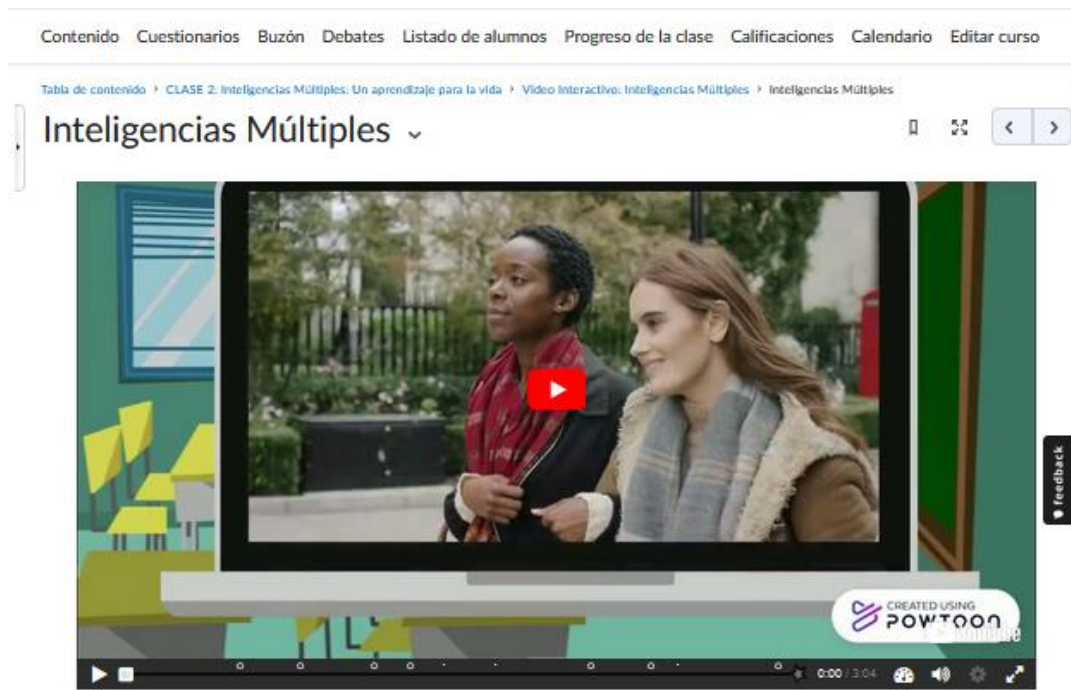 Contenido Cuestionarios Buzón Debates Listado de alumnos Progreso de la clase Calificaciones Calendario Editar curso
Tabla de contenido › CLASE 2: Inteligencias Múltiples: Un aprendizaje para la vida › Video Interactivo: Inteligencias Múltiples › Inteligencias Múltiples
Inteligencias Múltiples
feedback
CREATED USING
POWTOON
0:00 / 3:04